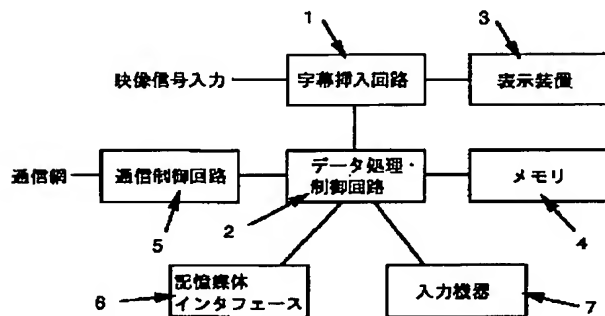 1
3
映像信号入力
字幕挿入回路
表示装置
通信網
通信制御回路
データ処理・
制御回路
メモリ
5
2
4
6
記憶媒体
インタフェース
入力機器
7